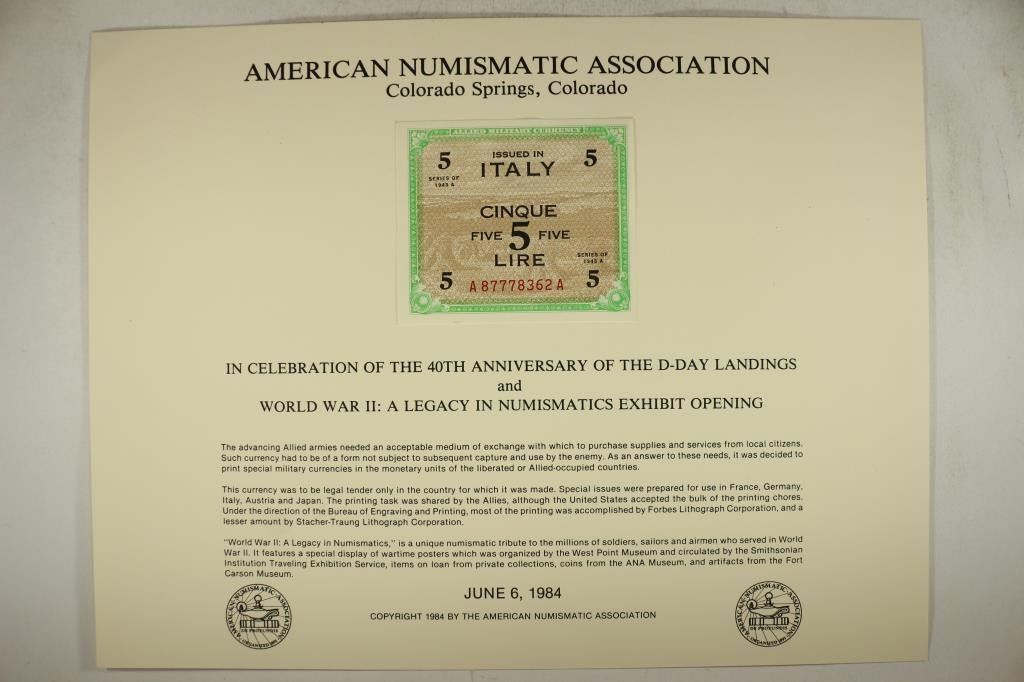 AMERICAN NUMISMATIC ASSOCIATION
Colorado Springs, Colorado
ALLIED MILITARY CURRENCY
5 ISSUED IN 5
ITALY
SERIES OF
1943 A
CINQUE
FIVE 5 FIVE
LIRE
SERIES OF
1943 A
5 A87778362A 5
IN CELEBRATION OF THE 40TH ANNIVERSARY OF THE D-DAY LANDINGS
and
WORLD WAR II: A LEGACY IN NUMISMATICS EXHIBIT OPENING
The advancing Allied armies needed an acceptable medium of exchange with which to purchase supplies and services from local citizens.
Such currency had to be of a form not subject to subsequent capture and use by the enemy. As an answer to these needs, it was decided to
print special military currencies in the monetary units of the liberated or Allied-occupied countries.
This currency was to be legal tender only in the country for which it was made. Special issues were prepared for use in France, Germany,
Italy, Austria and Japan. The printing task was shared by the Allies, although the United States accepted the bulk of the printing chores.
Under the direction of the Bureau of Engraving and Printing, most of the printing was accomplished by Forbes Lithograph Corporation, and a
lesser amount by Stacher-Traung Lithograph Corporation.
"World War II: A Legacy in Numismatics," is a unique numismatic tribute to the millions of soldiers, sailors and airmen who served in World
War II. It features a special display of wartime posters which was organized by the West Point Museum and circulated by the Smithsonian
Institution Traveling Exhibition Service, items on loan from private collections, coins from the ANA Museum, and artifacts from the Fort
Carson Museum.
JUNE 6, 1984
COPYRIGHT 1984 BY THE AMERICAN NUMISMATIC ASSOCIATION
AMERICAN NUMISMATIC ASSOCIATION
ORGANIZED 1891
AMERICAN NUMISMATIC ASSOCIATION
ORGANIZED 1891